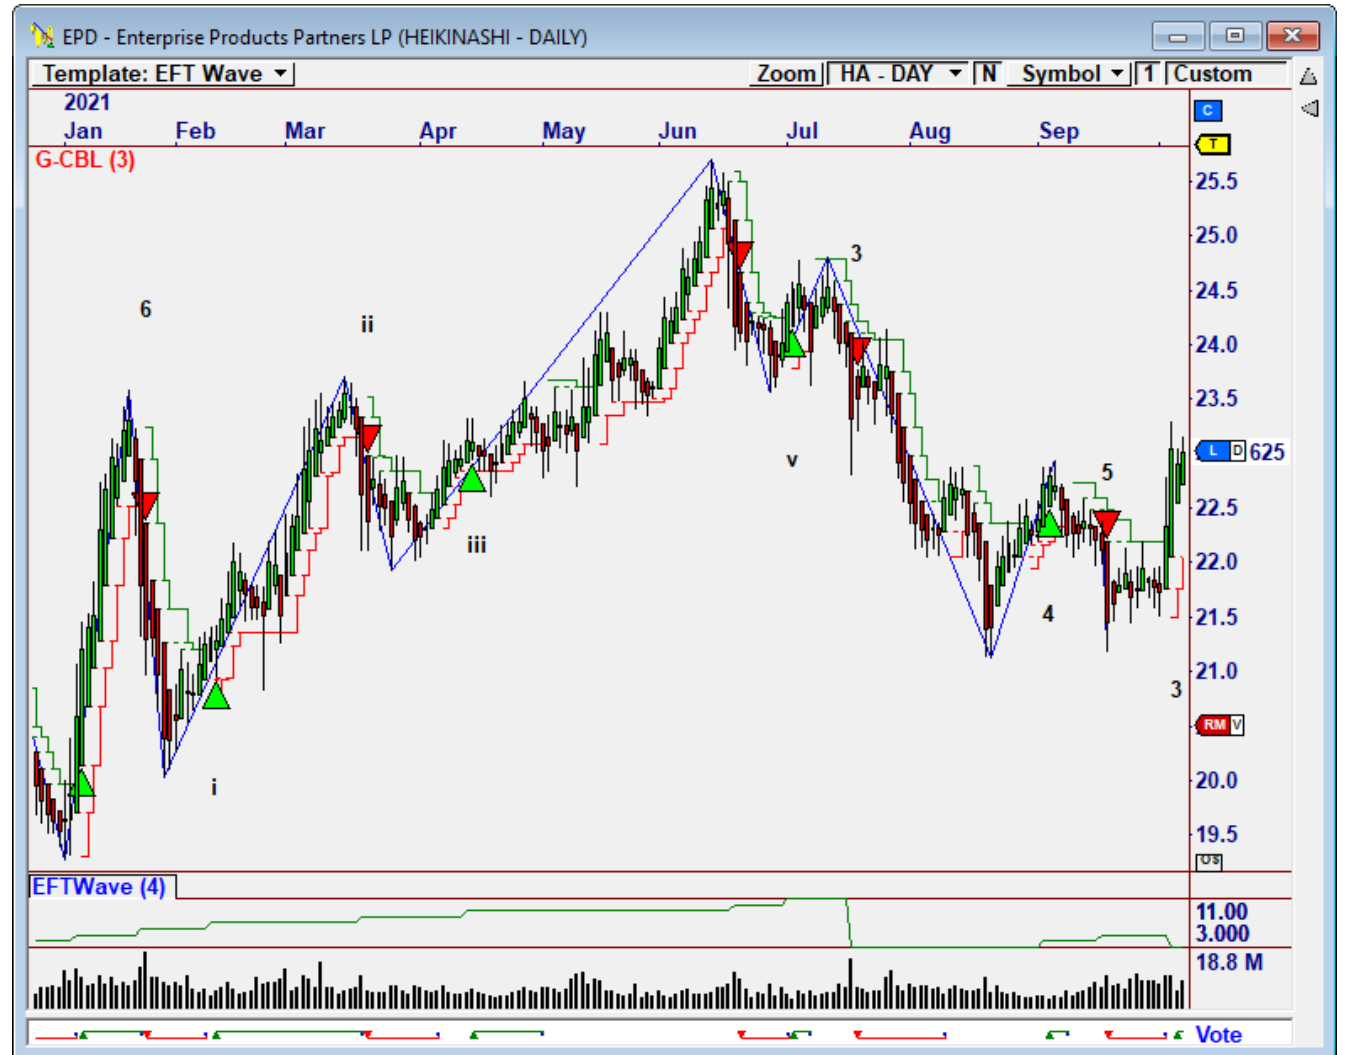 EPD - Enterprise Products Partners LP (HEIKINASHI - DAILY)
Template: EFT Wave Zoom HA - DAY N Symbol 1 Custom
2021
Jan Feb Mar Apr May Jun Jul Aug Sep
C
T
G-CBL (3)
25.5
25.0
3
24.5
6
ii
24.0
23.5
L D 625
v
5
22.5
iii
22.0
4
21.5
21.0
3
RM V
i
20.0
19.5
OS
EFTWave (4)
11.00
3.000
18.8 M
Vote